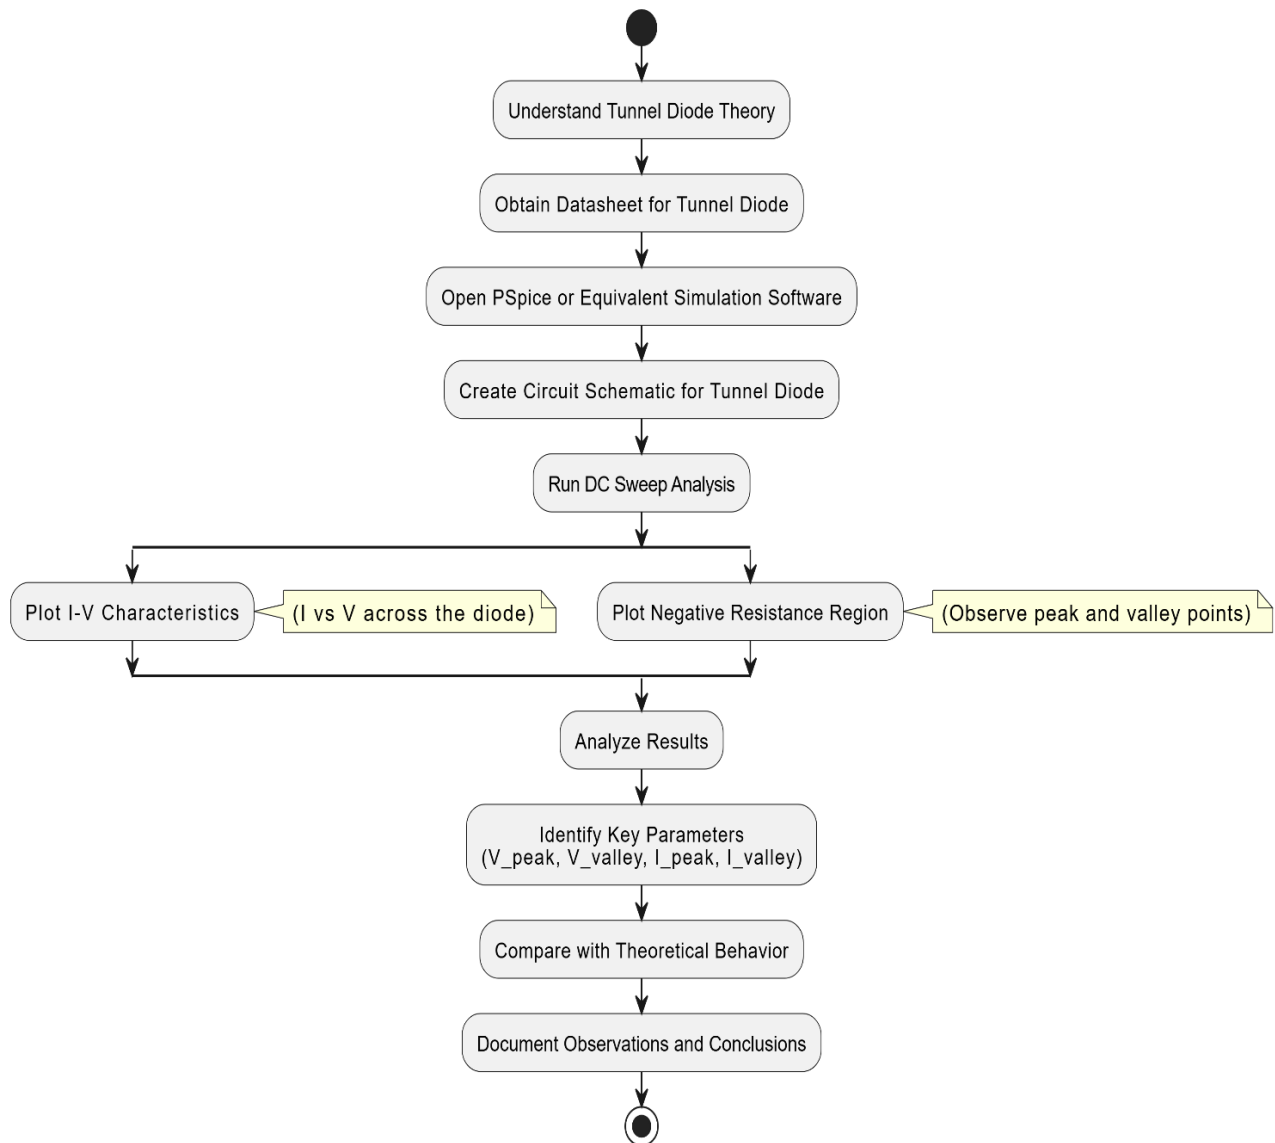 Understand Tunnel Diode Theory
Obtain Datasheet for Tunnel Diode
Open PSpice or Equivalent Simulation Software
Create Circuit Schematic for Tunnel Diode
Run DC Sweep Analysis
Plot I-V Characteristics
(I vs V across the diode)
Plot Negative Resistance Region
(Observe peak and valley points)
Analyze Results
Identify Key Parameters
(V_peak, V_valley, I_peak, I_valley)
Compare with Theoretical Behavior
Document Observations and Conclusions